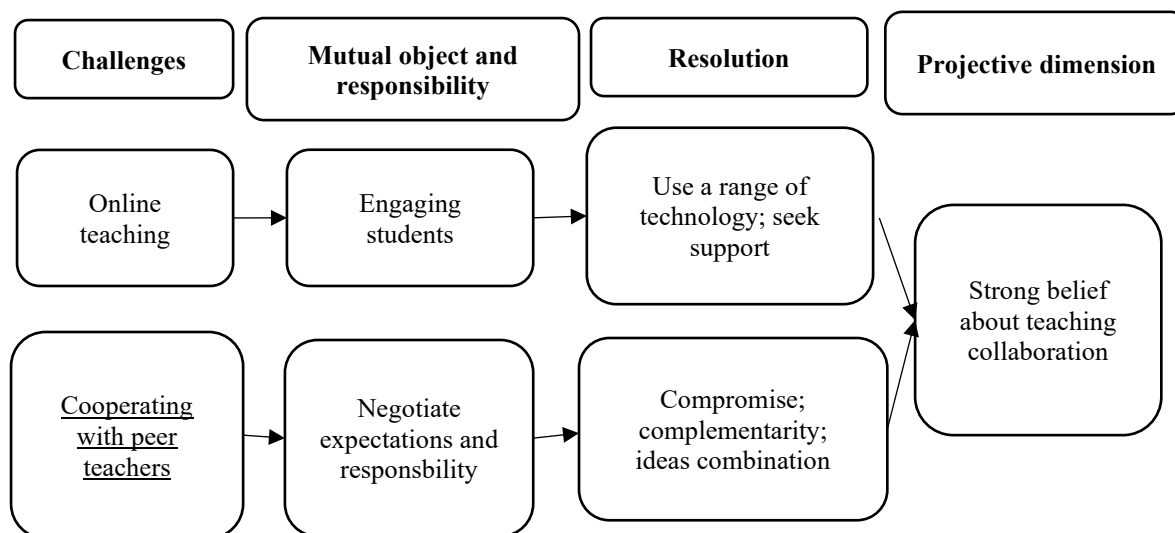 Challenges
Mutual object and
responsibility
Resolution
Projective dimension
Online
teaching
Engaging
students
Use a range of
technology; seek
support
Strong belief
about teaching
collaboration
Cooperating
with peer
teachers
Negotiate
expectations and
responsbility
Compromise;
complementarity;
ideas combination